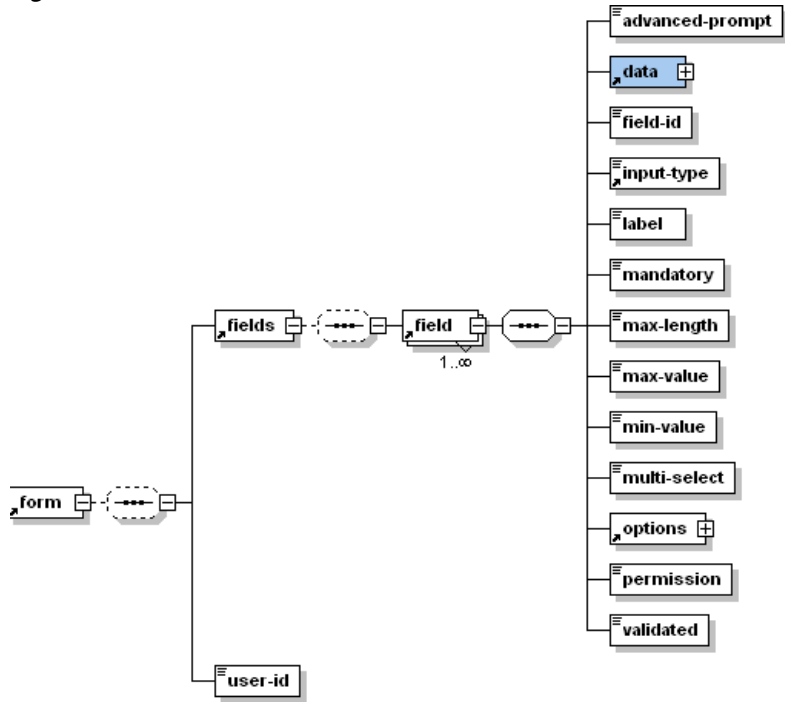 advanced-prompt
data
field-id
input-type
label
mandatory
fields
field
max-length
1..∞
max-value
min-value
multi-select
form
options
permission
validated
user-id